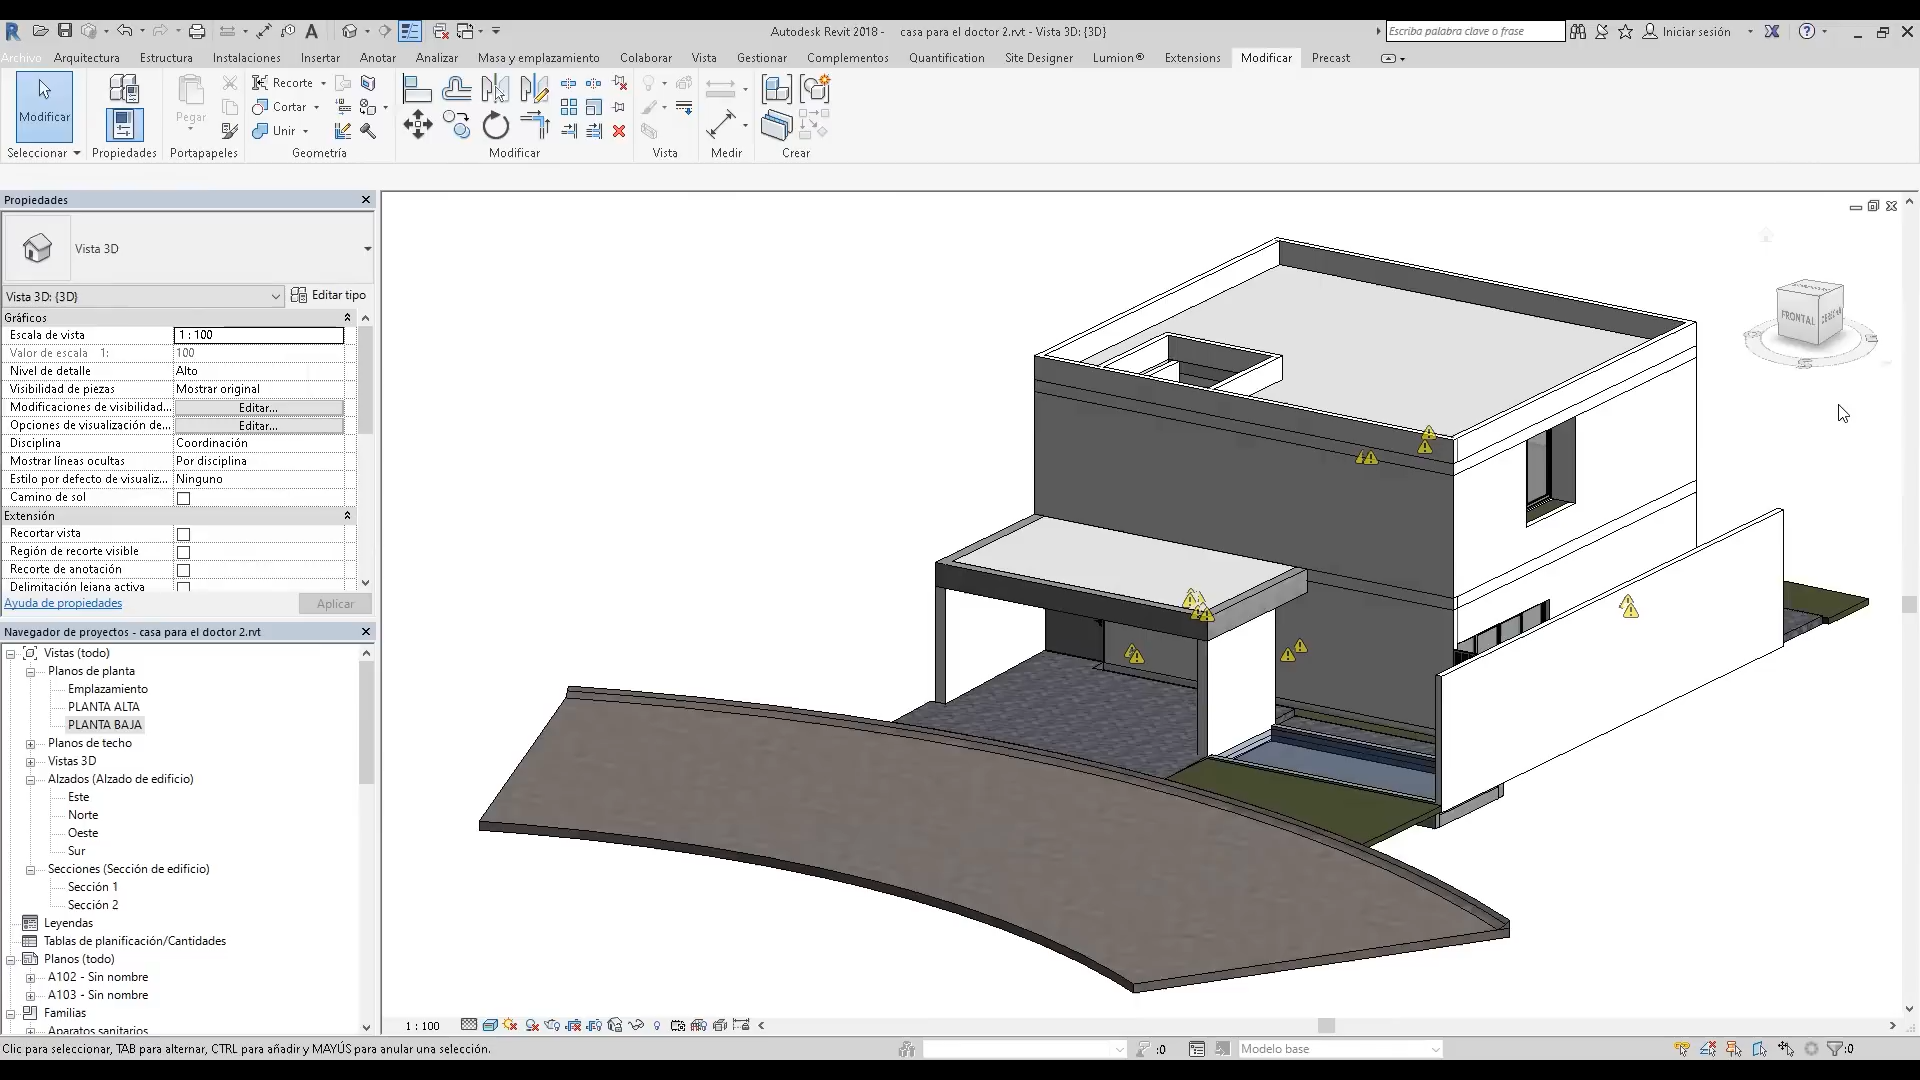 Autodesk Revit 2018 - casa para el doctor 2.rvt - Vista 3D: {3D}
Escriba palabra clave o frase
Iniciar sesión
Archivo Arquitectura Estructura Instalaciones Insertar Anotar Analizar Masa y emplazamiento Colaborar Vista Gestionar Complementos Quantification Site Designer Lumion® Extensions Modificar Precast
Modificar
Pegar
Recorte
Cortar
Unir
Seleccionar Propiedades Portapapeles Geometría Modificar Vista Medir Crear
Propiedades
Vista 3D
Vista 3D: {3D}
Editar tipo
Gráficos
Escala de vista 1 : 100
Valor de escala 1: 100
Nivel de detalle Alto
Visibilidad de piezas Mostrar original
Modificaciones de visibilidad... Editar...
Opciones de visualización de... Editar...
Disciplina Coordinación
Mostrar líneas ocultas Por disciplina
Estilo por defecto de visualiz... Ninguno
Camino de sol
Extensión
Recortar vista
Región de recorte visible
Recorte de anotación
Delimitación lejana activa
Ayuda de propiedades
Aplicar
Navegador de proyectos - casa para el doctor 2.rvt
Vistas (todo)
Planos de planta
Emplazamiento
PLANTA ALTA
PLANTA BAJA
Planos de techo
Vistas 3D
Alzados (Alzado de edificio)
Este
Norte
Oeste
Sur
Secciones (Sección de edificio)
Sección 1
Sección 2
Leyendas
Tablas de planificación/Cantidades
Planos (todo)
A102 - Sin nombre
A103 - Sin nombre
Familias
Aparatos sanitarios
FRONTAL
1 : 100
Clic para seleccionar, TAB para alternar, CTRL para añadir y MAYÚS para anular una selección.
:0
Modelo base
:0